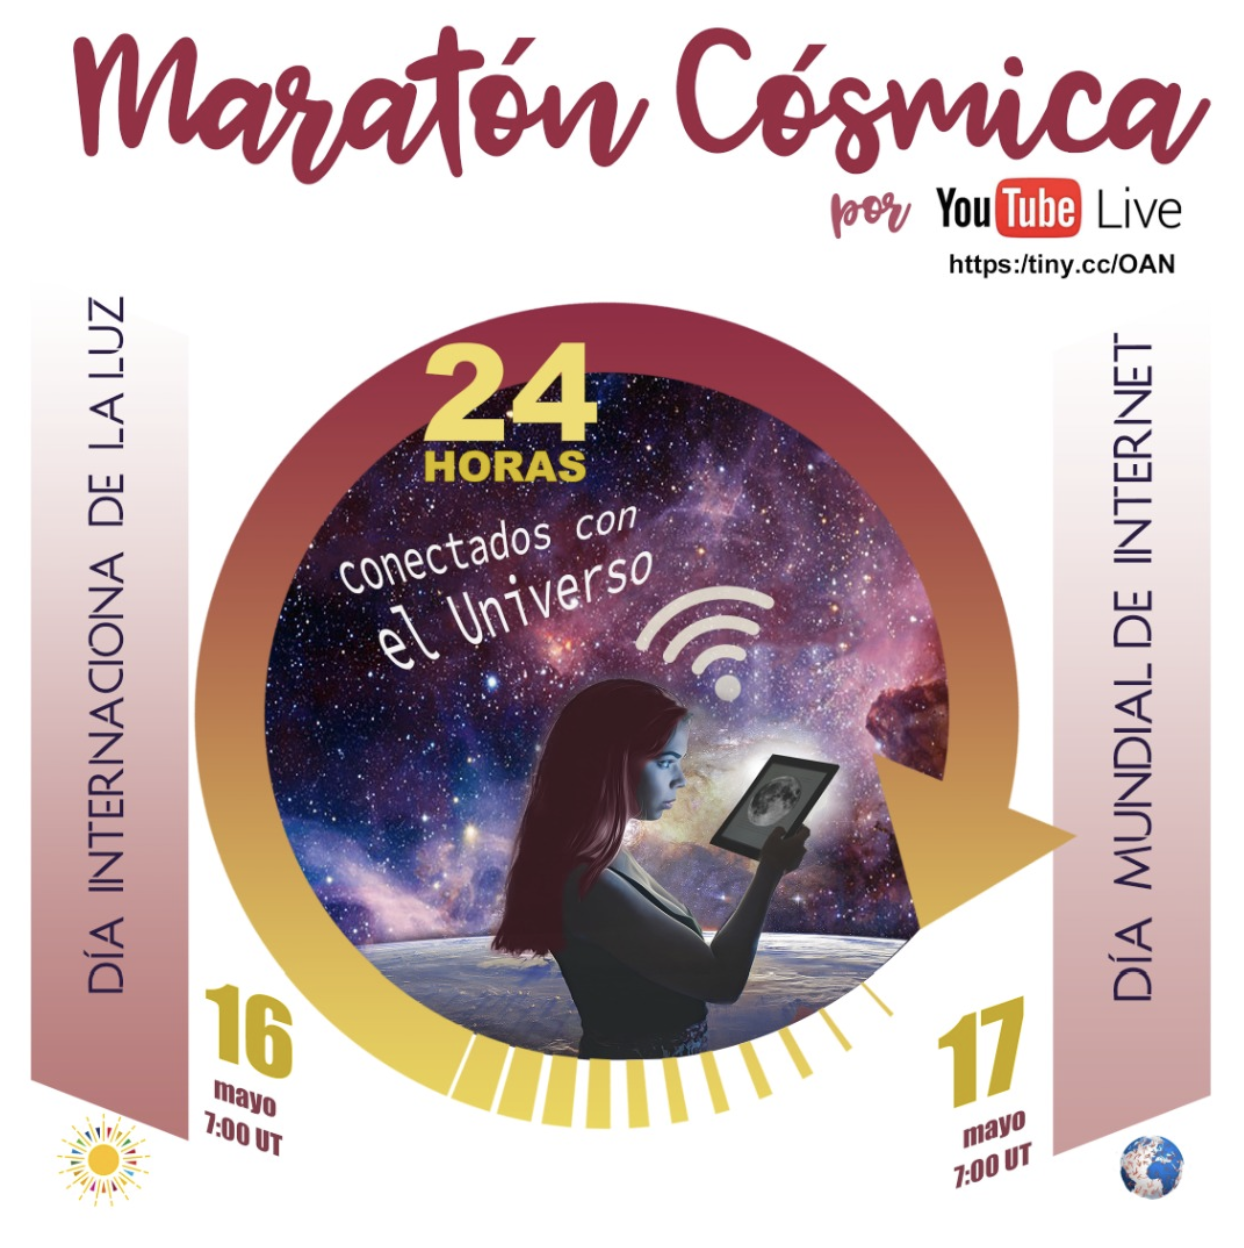 Maratón Cósmica
por YouTube Live
https:/tiny.cc/OAN
DÍA INTERNACIONA DE LA LUZ
24
HORAS
conectados con
el Universo
DÍA MUNDIAL DE INTERNET
16
mayo
7:00 UT
17
mayo
7:00 UT